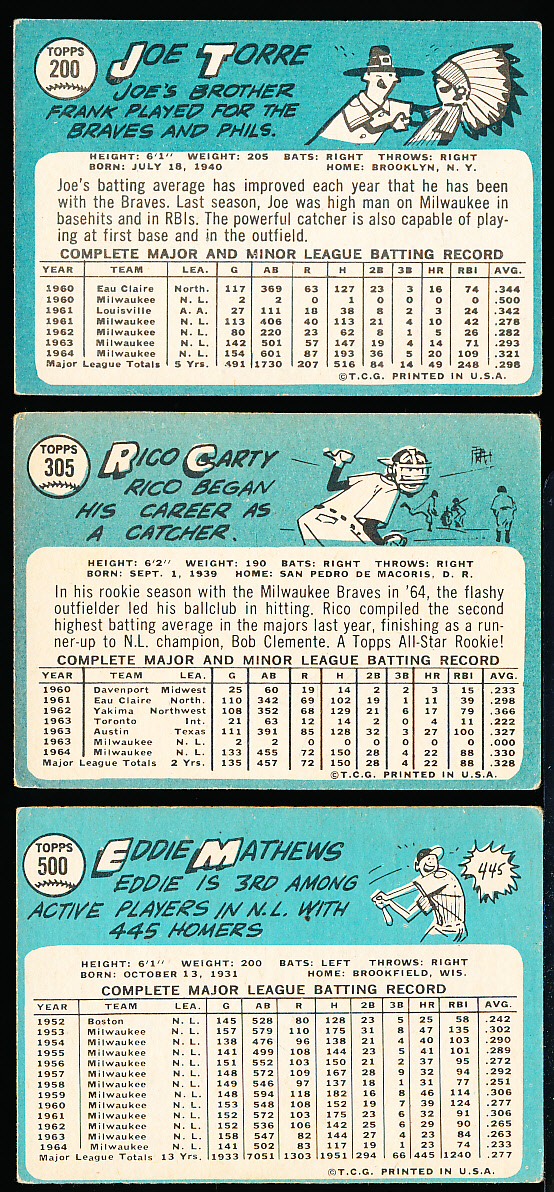 TOPPS
200
JOE TORRE
JOE'S BROTHER
FRANK PLAYED FOR THE
BRAVES AND PHILS.
HEIGHT: 6'1" WEIGHT: 205 BATS: RIGHT THROWS: RIGHT
BORN: JULY 18, 1940 HOME: BROOKLYN, N. Y.
Joe's batting average has improved each year that he has been
with the Braves. Last season, Joe was high man on Milwaukee in
basehits and in RBIs. The powerful catcher is also capable of play-
ing at first base and in the outfield.
COMPLETE MAJOR AND MINOR LEAGUE BATTING RECORD
YEAR TEAM LEA. G AB R H 2B 3B HR RBI AVG.
1960 Eau Claire North. 117 369 63 127 23 3 16 74 .344
1960 Milwaukee N. L. 2 2 0 1 0 0 0 0 .500
1961 Louisville A. A. 27 111 18 38 8 2 3 24 .342
1961 Milwaukee N. L. 113 406 40 113 21 4 10 42 .278
1962 Milwaukee N. L. 80 220 23 62 8 1 5 26 .282
1963 Milwaukee N. L. 142 501 57 147 19 4 14 71 .293
1964 Milwaukee N. L. 154 601 87 193 36 5 20 109 .321
Major League Totals 5 Yrs. 491 1730 207 516 84 14 49 248 .298
©T.C.G. PRINTED IN U.S.A.
TOPPS
305
RICO CARTY
RICO BEGAN
HIS CAREER AS
A CATCHER.
HEIGHT: 6'2" WEIGHT: 190 BATS: RIGHT THROWS: RIGHT
BORN: SEPT. 1, 1939 HOME: SAN PEDRO DE MACORIS, D. R.
In his rookie season with the Milwaukee Braves in '64, the flashy
outfielder led his ballclub in hitting. Rico compiled the second
highest batting average in the majors last year, finishing as a run-
ner-up to N.L. champion, Bob Clemente. A Topps All-Star Rookie!
COMPLETE MAJOR AND MINOR LEAGUE BATTING RECORD
YEAR TEAM LEA. G AB R H 2B 3B HR RBI AVG.
1960 Davenport Midwest 25 60 19 14 2 2 3 15 .233
1961 Eau Claire North. 110 342 69 102 19 1 11 39 .298
1962 Yakima Northwest 108 352 68 129 21 6 17 79 .366
1963 Toronto Int. 21 63 12 14 2 0 4 11 .222
1963 Austin Texas 111 391 85 128 32 3 27 100 .327
1963 Milwaukee N. L. 2 2 0 0 0 0 0 0 .000
1964 Milwaukee N. L. 133 455 72 150 28 4 22 88 .330
Major League Totals 2 Yrs. 135 457 72 150 28 4 22 88 .328
©T.C.G. PRINTED IN U.S.A.
TOPPS
500
EDDIE MATHEWS
EDDIE IS 3RD AMONG
ACTIVE PLAYERS IN N.L. WITH
445 HOMERS
445
HEIGHT: 6'1" WEIGHT: 200 BATS: LEFT THROWS: RIGHT
BORN: OCTOBER 13, 1931 HOME: BROOKFIELD, WIS.
COMPLETE MAJOR LEAGUE BATTING RECORD
YEAR TEAM LEA. G AB R H 2B 3B HR RBI AVG.
1952 Boston N. L. 145 528 80 128 23 5 25 58 .242
1953 Milwaukee N. L. 157 579 110 175 31 8 47 135 .302
1954 Milwaukee N. L. 138 476 96 138 21 4 40 103 .290
1955 Milwaukee N. L. 141 499 108 144 23 5 41 101 .289
1956 Milwaukee N. L. 151 552 103 150 21 2 37 95 .272
1957 Milwaukee N. L. 148 572 109 167 28 9 32 94 .292
1958 Milwaukee N. L. 149 546 97 137 18 1 31 77 .251
1959 Milwaukee N. L. 148 594 118 182 16 8 46 114 .306
1960 Milwaukee N. L. 153 548 108 152 19 7 39 124 .277
1961 Milwaukee N. L. 152 572 103 175 23 6 32 91 .306
1962 Milwaukee N. L. 152 536 106 142 25 6 29 90 .265
1963 Milwaukee N. L. 158 547 82 144 27 4 23 84 .263
1964 Milwaukee N. L. 141 502 83 117 19 1 23 74 .233
Major League Totals 13 Yrs. 1933 7051 1303 1951 294 66 445 1240 .277
©T.C.G. PRINTED IN U.S.A.